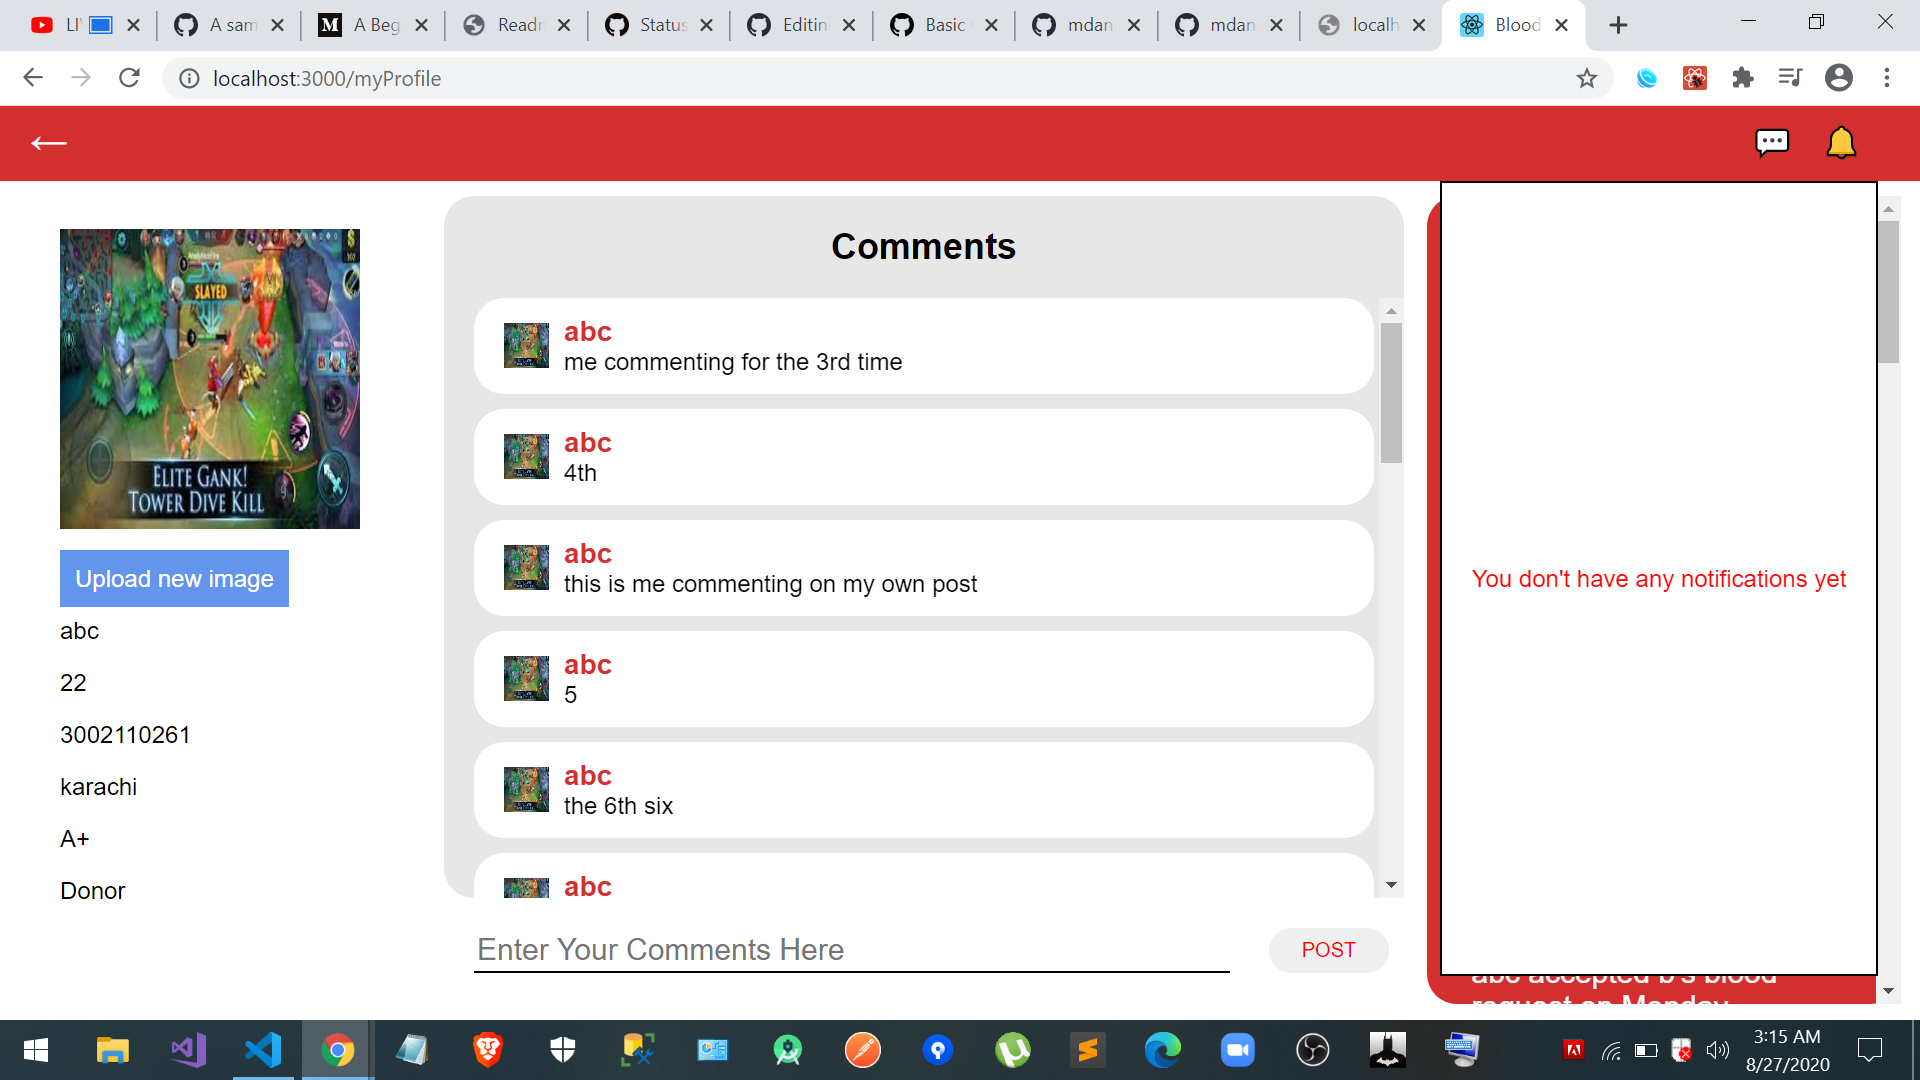 LI
A sam
A Beg
Readr
Status
Editin
Basic
mdan
mdan
localh
Blood
localhost:3000/myProfile
SLAYED
ELITE GANK!
TOWER DIVE KILL
Upload new image
abc
22
3002110261
karachi
A+
Donor
Comments
abc
me commenting for the 3rd time
abc
4th
abc
this is me commenting on my own post
abc
5
abc
the 6th six
abc
Enter Your Comments Here
POST
You don't have any notifications yet
abc accepted b's blood
request on Monday
3:15 AM
8/27/2020